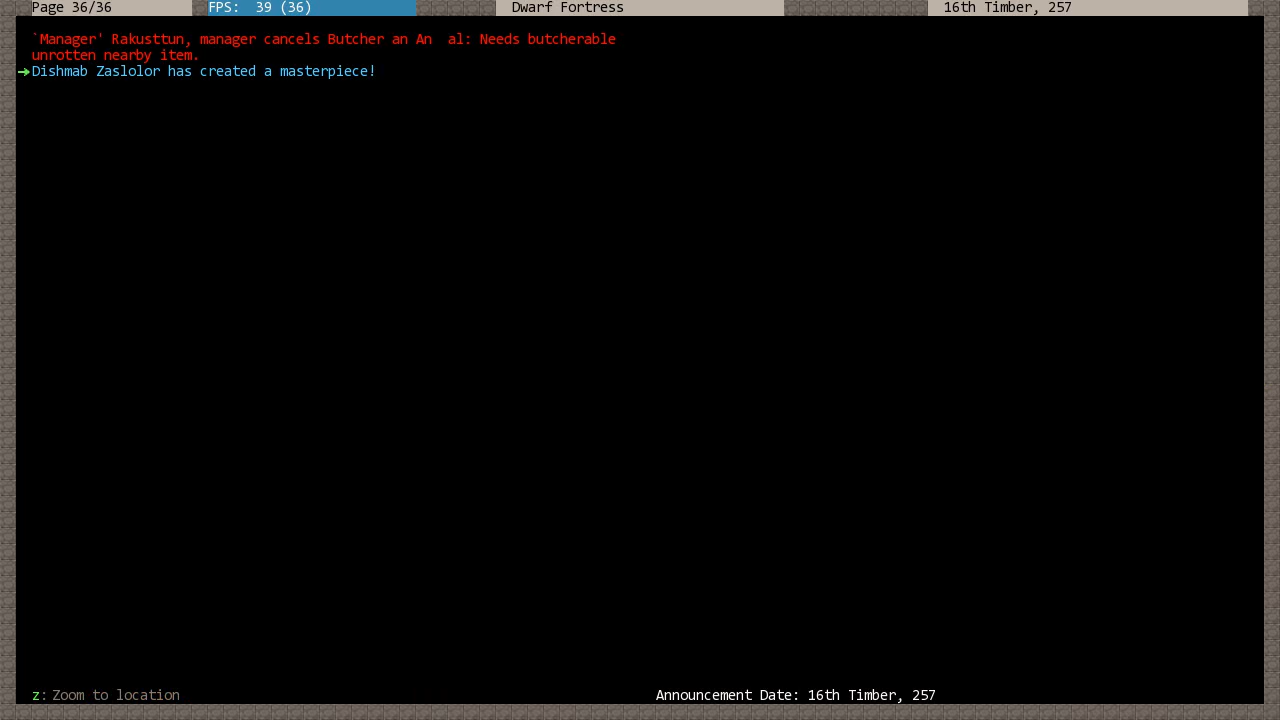 Page 36/36 FPS: 39 (36) Dwarf Fortress 16th Timber, 257
`Manager' Rakusttun, manager cancels Butcher an An  al: Needs butcherable
unrotten nearby item.
Dishmab Zaslolor has created a masterpiece!
z: Zoom to location Announcement Date: 16th Timber, 257